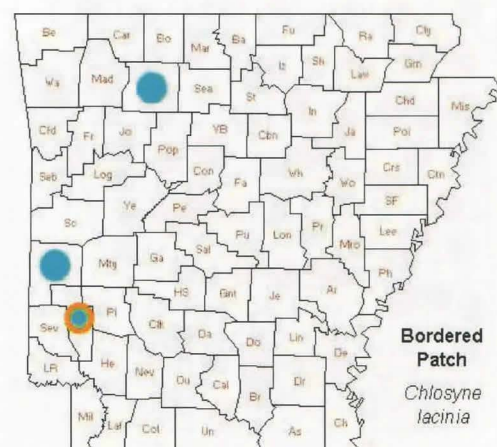 Be Car Bo Mar Ba Fu Ra Cly
Wa Mad Sea St Iz Sh Law Grn
Cfd Fr Jo Pop YB Cbn In Ja Chd Mis
Poi
Seb Log Con Fa Wh Wo Crs Ctn
SF
Sc Ye Pe Pu Lon Pr Mro Lee
Mtg Ga Sal Ph
HS Gnt Je Ar
Sev Pi Clk Da Do Lin De
LR He Nev Ou Cal Br Dr
Mil Laf Col Un As Ch
Bordered
Patch
Chlosyne
lacinia